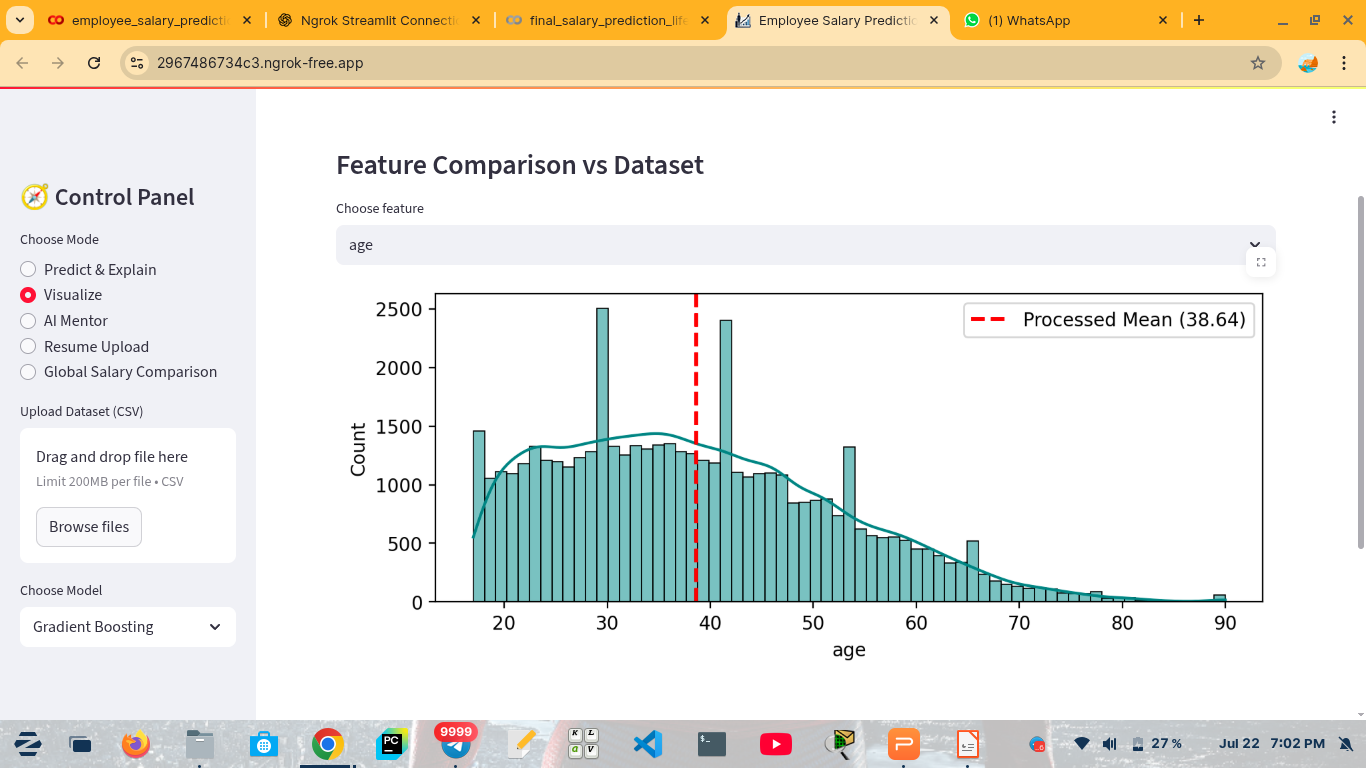 employee_salary_predicti
Ngrok Streamlit Connecti
final_salary_prediction_life
Employee Salary Predictio
(1) WhatsApp
2967486734c3.ngrok-free.app
Control Panel
Choose Mode
Predict & Explain
Visualize
AI Mentor
Resume Upload
Global Salary Comparison
Upload Dataset (CSV)
Drag and drop file here
Limit 200MB per file • CSV
Browse files
Choose Model
Gradient Boosting
Feature Comparison vs Dataset
Choose feature
age
Processed Mean (38.64)
2500
2000
1500
1000
500
0
Count
20 30 40 50 60 70 80 90
age
PC
9999
K L
a V
27 %
Jul 22 7:02 PM